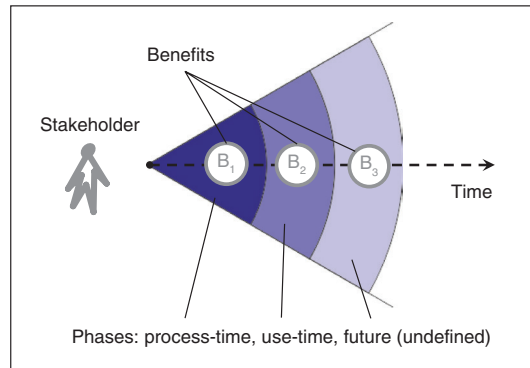 Benefits
Stakeholder
B1
B2
B3
Time
Phases: process-time, use-time, future (undefined)